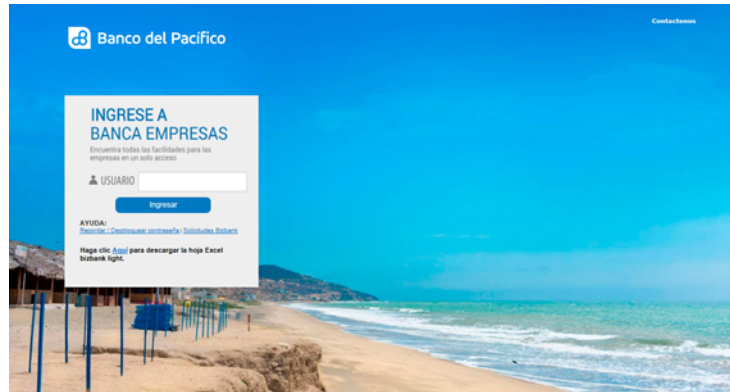 Contactenos
Banco del Pacífico
INGRESE A
BANCA EMPRESAS
Encuentra todas las facilidades para las
empresas en un solo acceso
USUARIO
Ingresar
AYUDA:
Recordar / Desbloquear contraseña | Solicitudes Bizbank
Haga clic Aquí para descargar la hoja Excel
bizbank light.